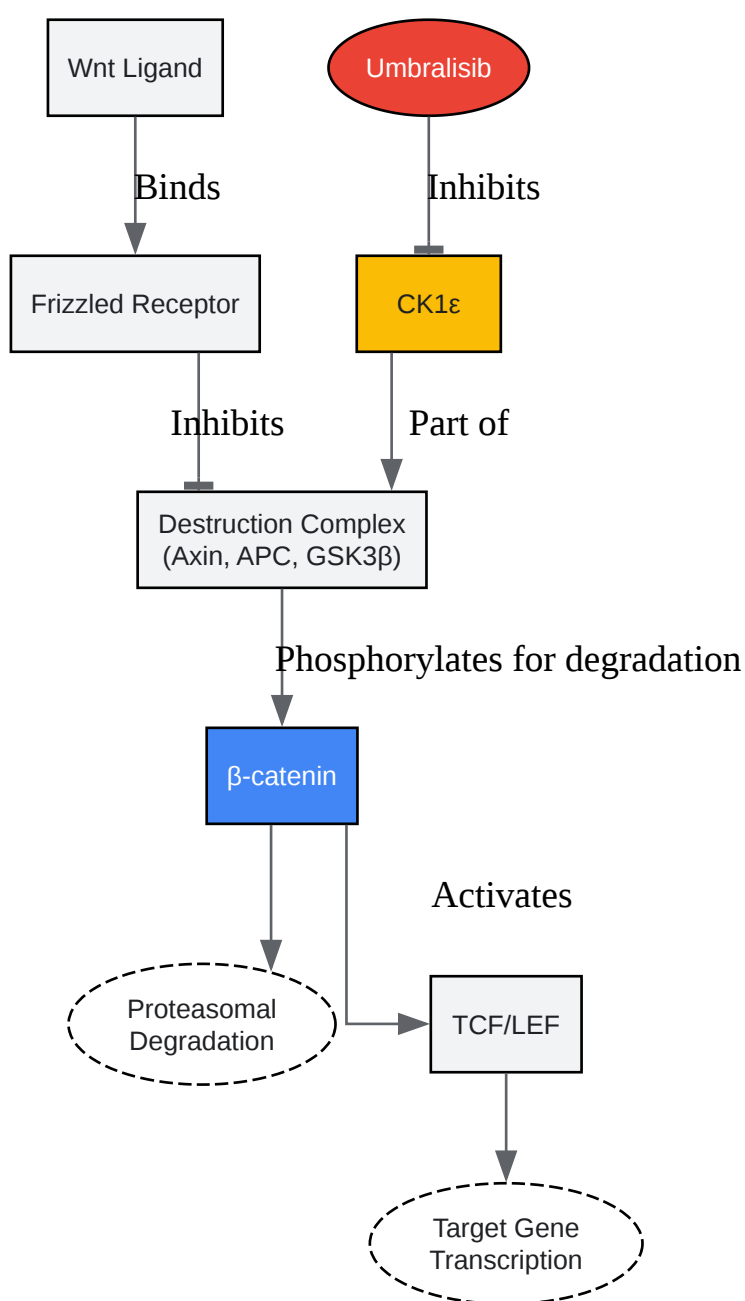 Wnt Ligand
Umbralisib
Binds
Inhibits
Frizzled Receptor
CK1ε
Inhibits
Part of
Destruction Complex
(Axin, APC, GSK3β)
Phosphorylates for degradation
β-catenin
Activates
Proteasomal
Degradation
TCF/LEF
Target Gene
Transcription